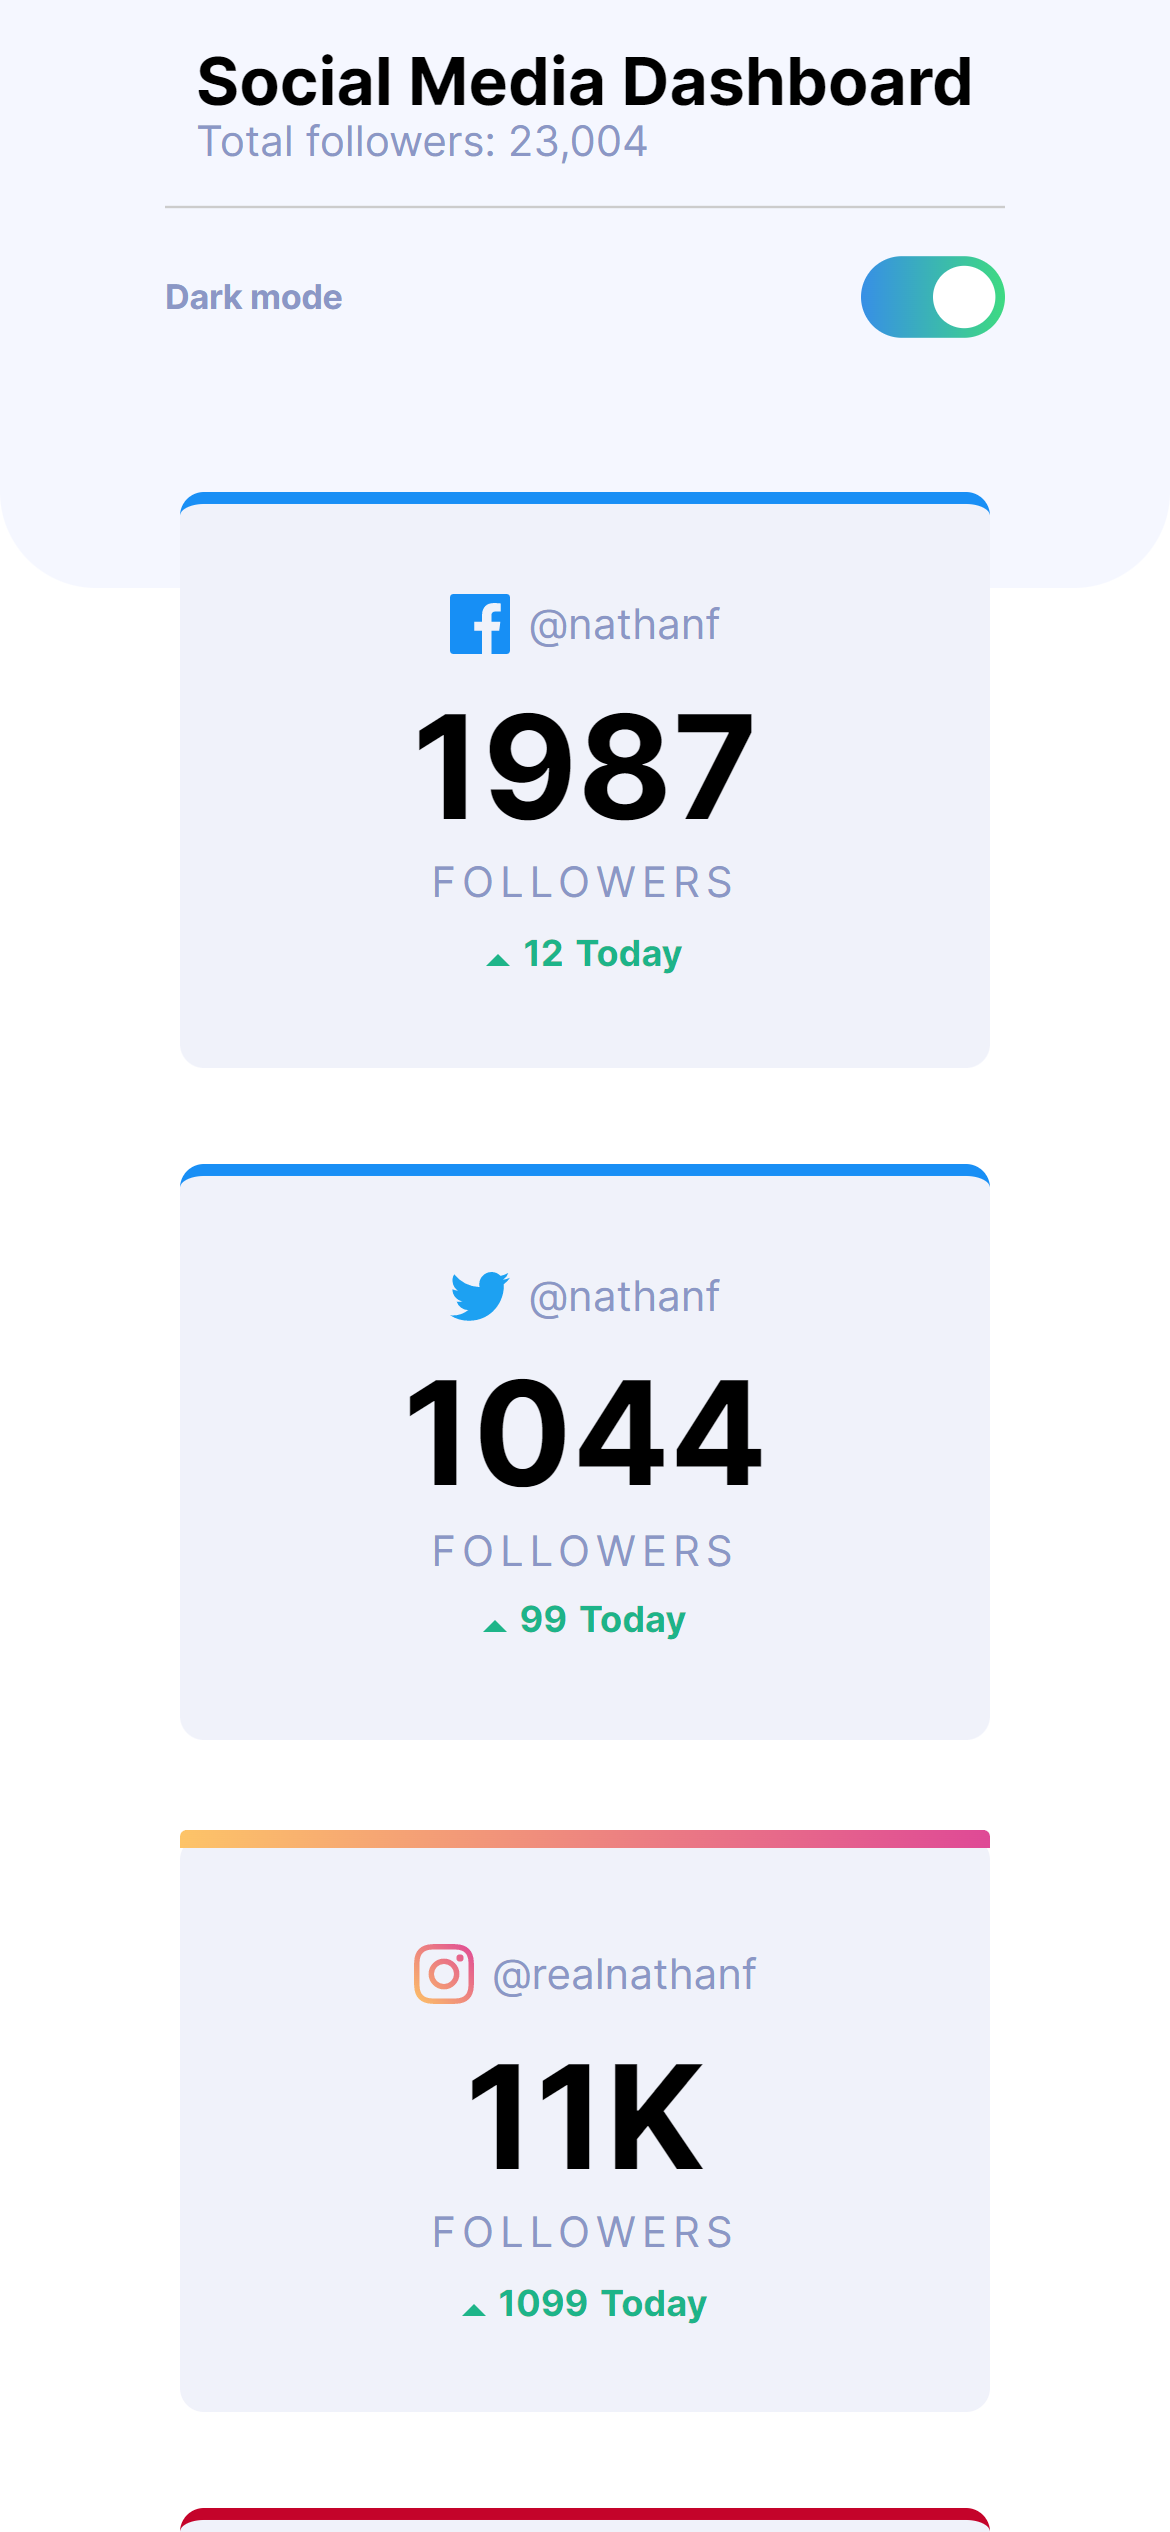 Social Media Dashboard
Total followers: 23,004
Dark mode
@nathanf
1987
FOLLOWERS
12 Today
@nathanf
1044
FOLLOWERS
99 Today
@realnathanf
11K
FOLLOWERS
1099 Today